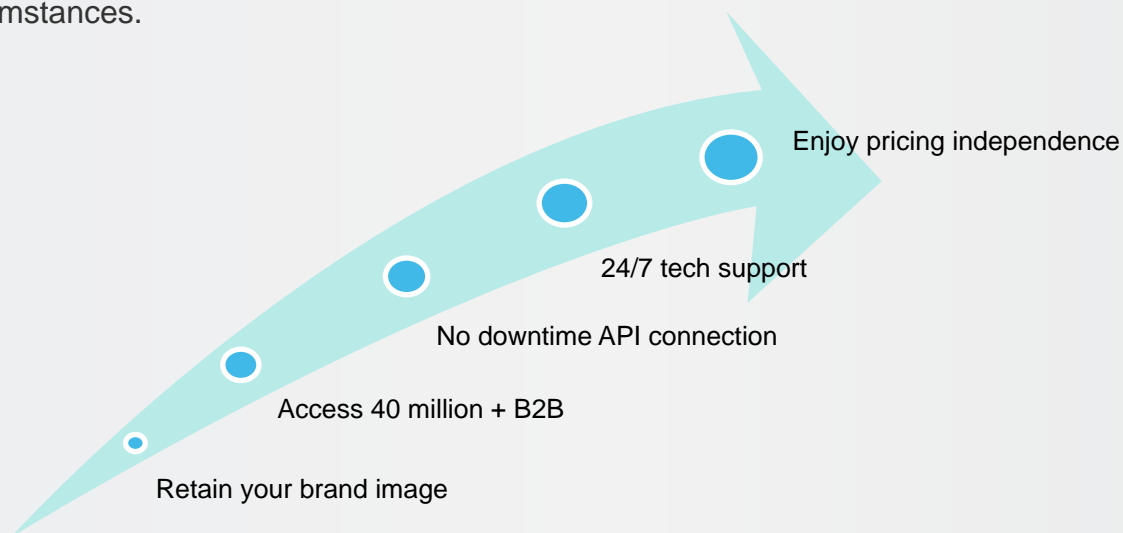 mstances.
Enjoy pricing independence
24/7 tech support
No downtime API connection
Access 40 million + B2B
Retain your brand image